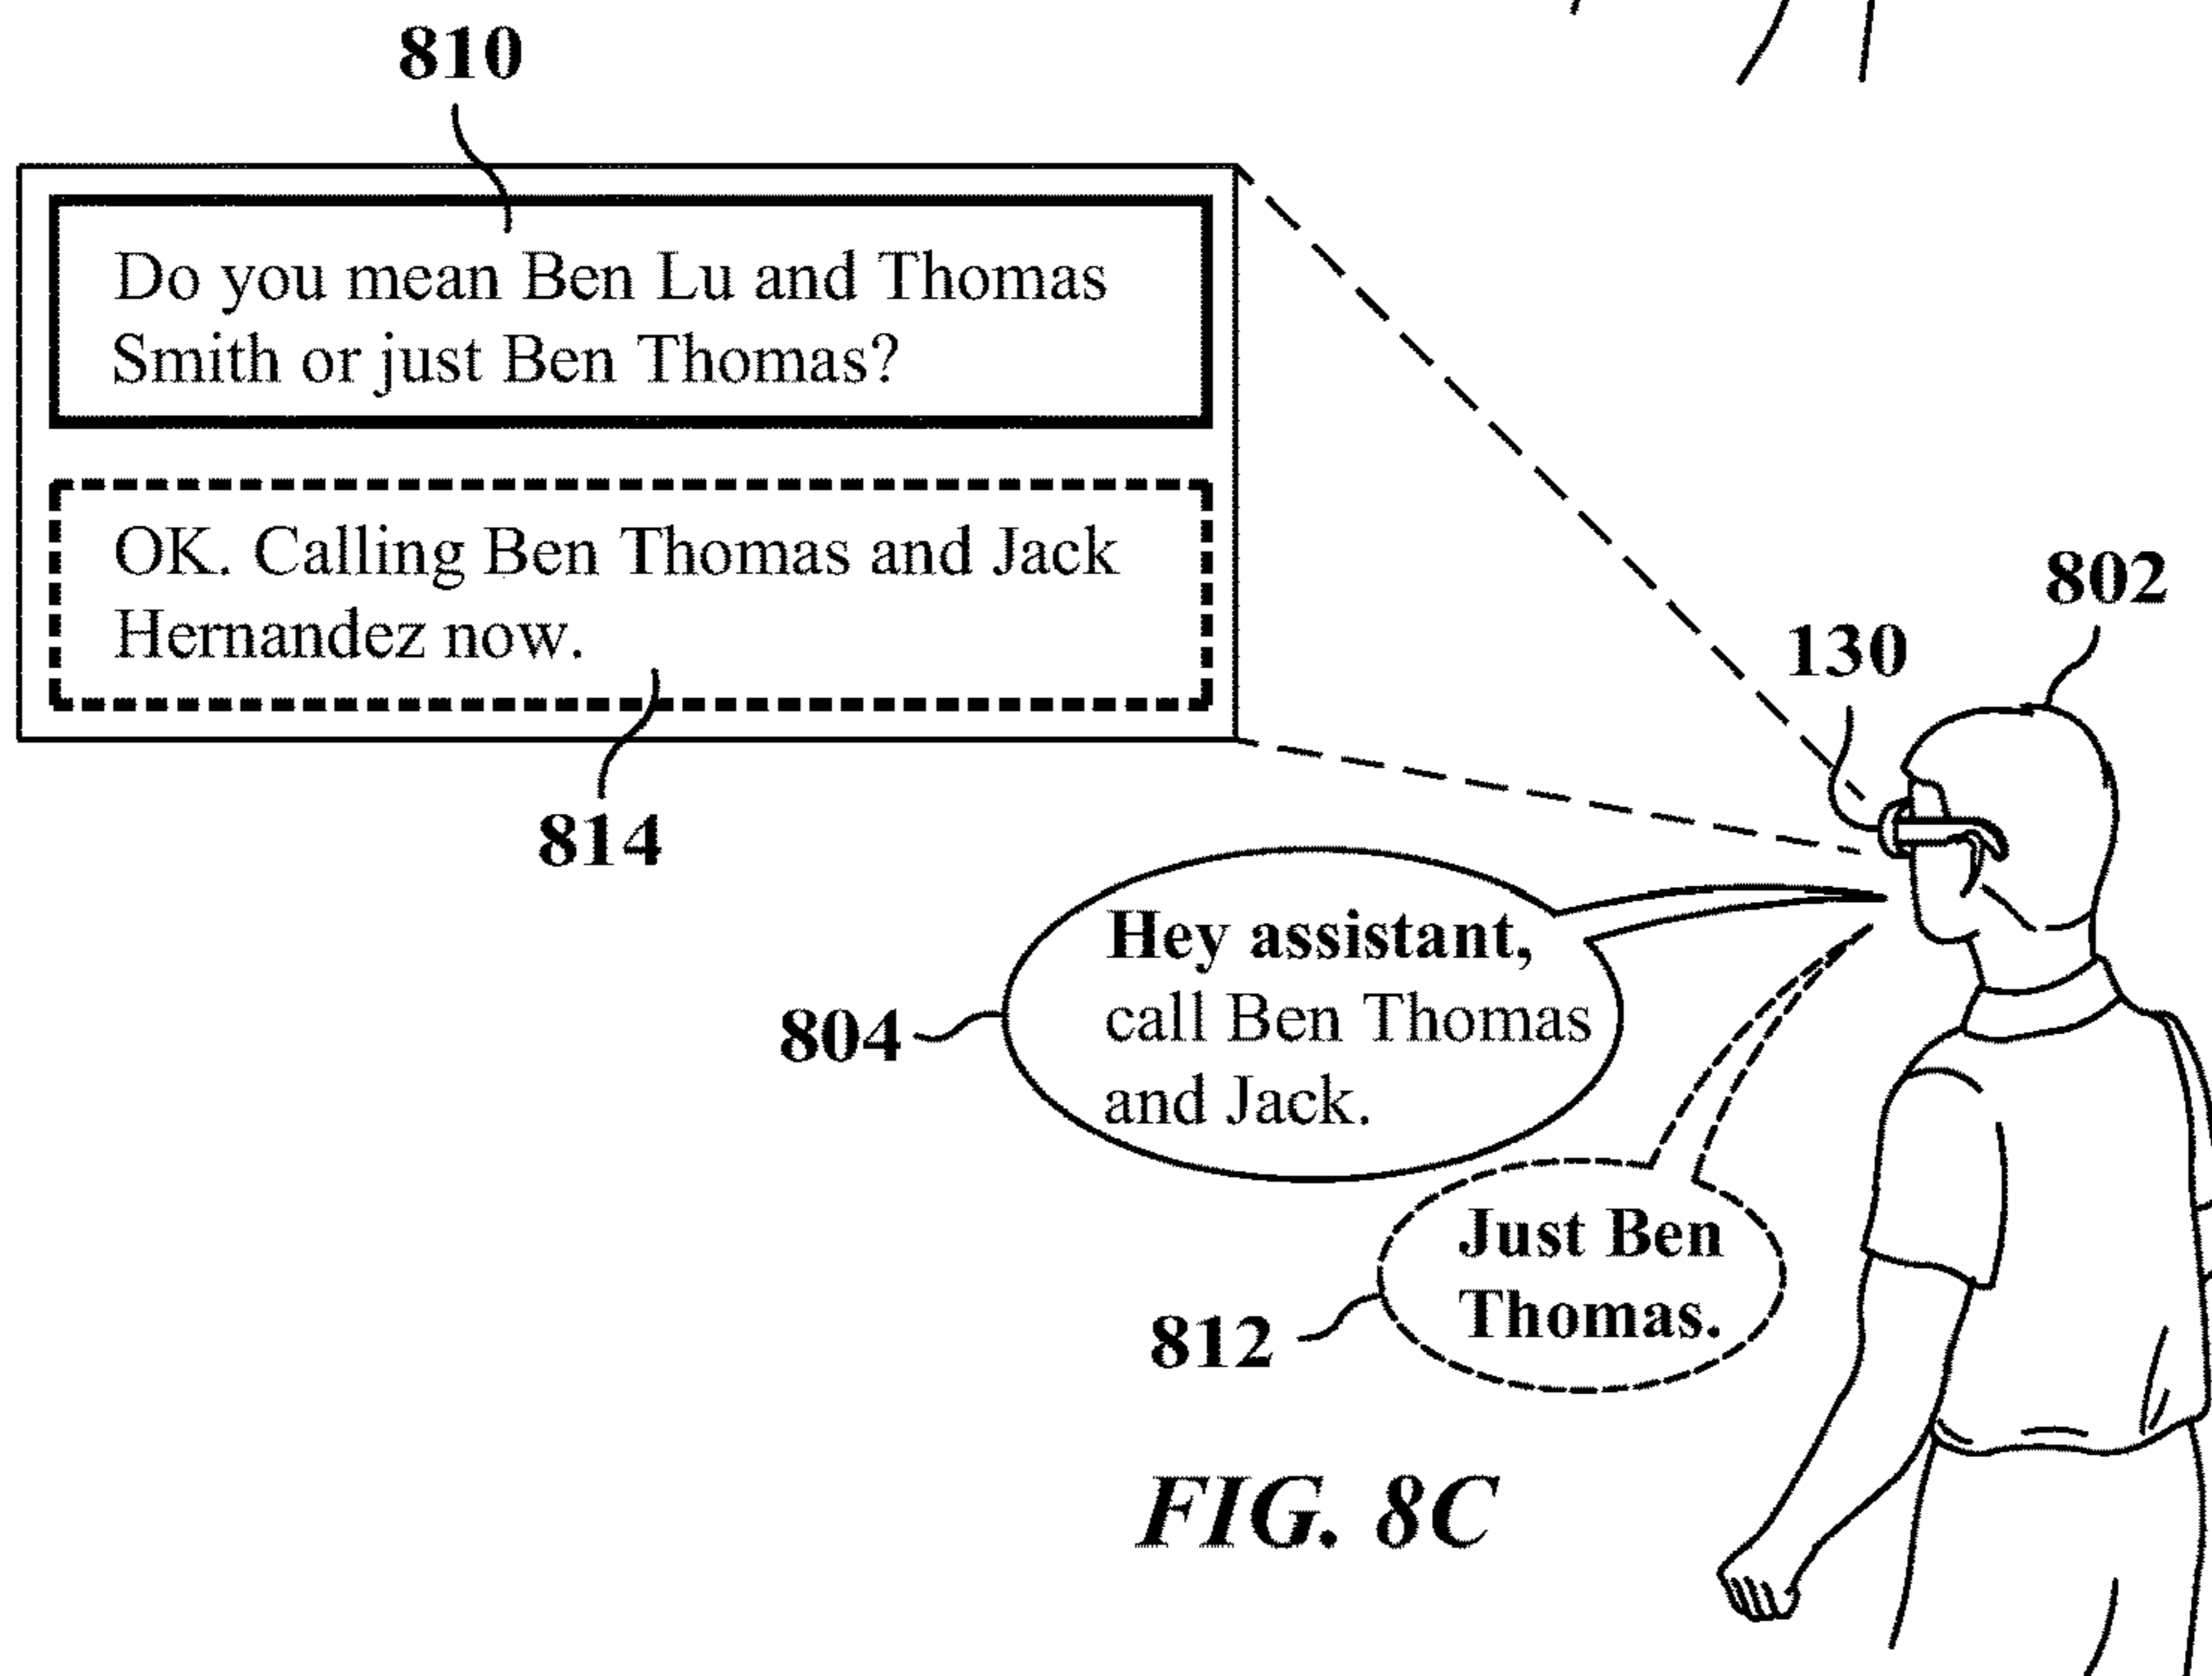 810
Do you mean Ben Lu and Thomas
Smith or just Ben Thomas?
OK. Calling Ben Thomas and Jack
Hernandez now.
814
802
130
804
Hey assistant,
call Ben Thomas
and Jack.
812
Just Ben
Thomas.
FIG. 8C